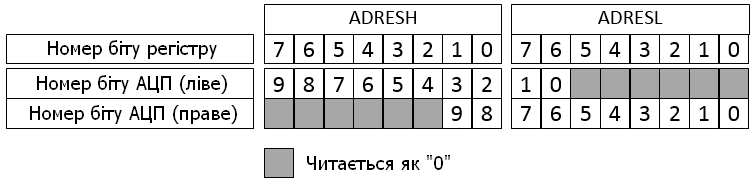 ADRESH ADRESL
Номер біту регістру 7 6 5 4 3 2 1 0 7 6 5 4 3 2 1 0
Номер біту АЦП (ліве) 9 8 7 6 5 4 3 2 1 0
Номер біту АЦП (праве) 9 8 7 6 5 4 3 2 1 0
Читається як "0"